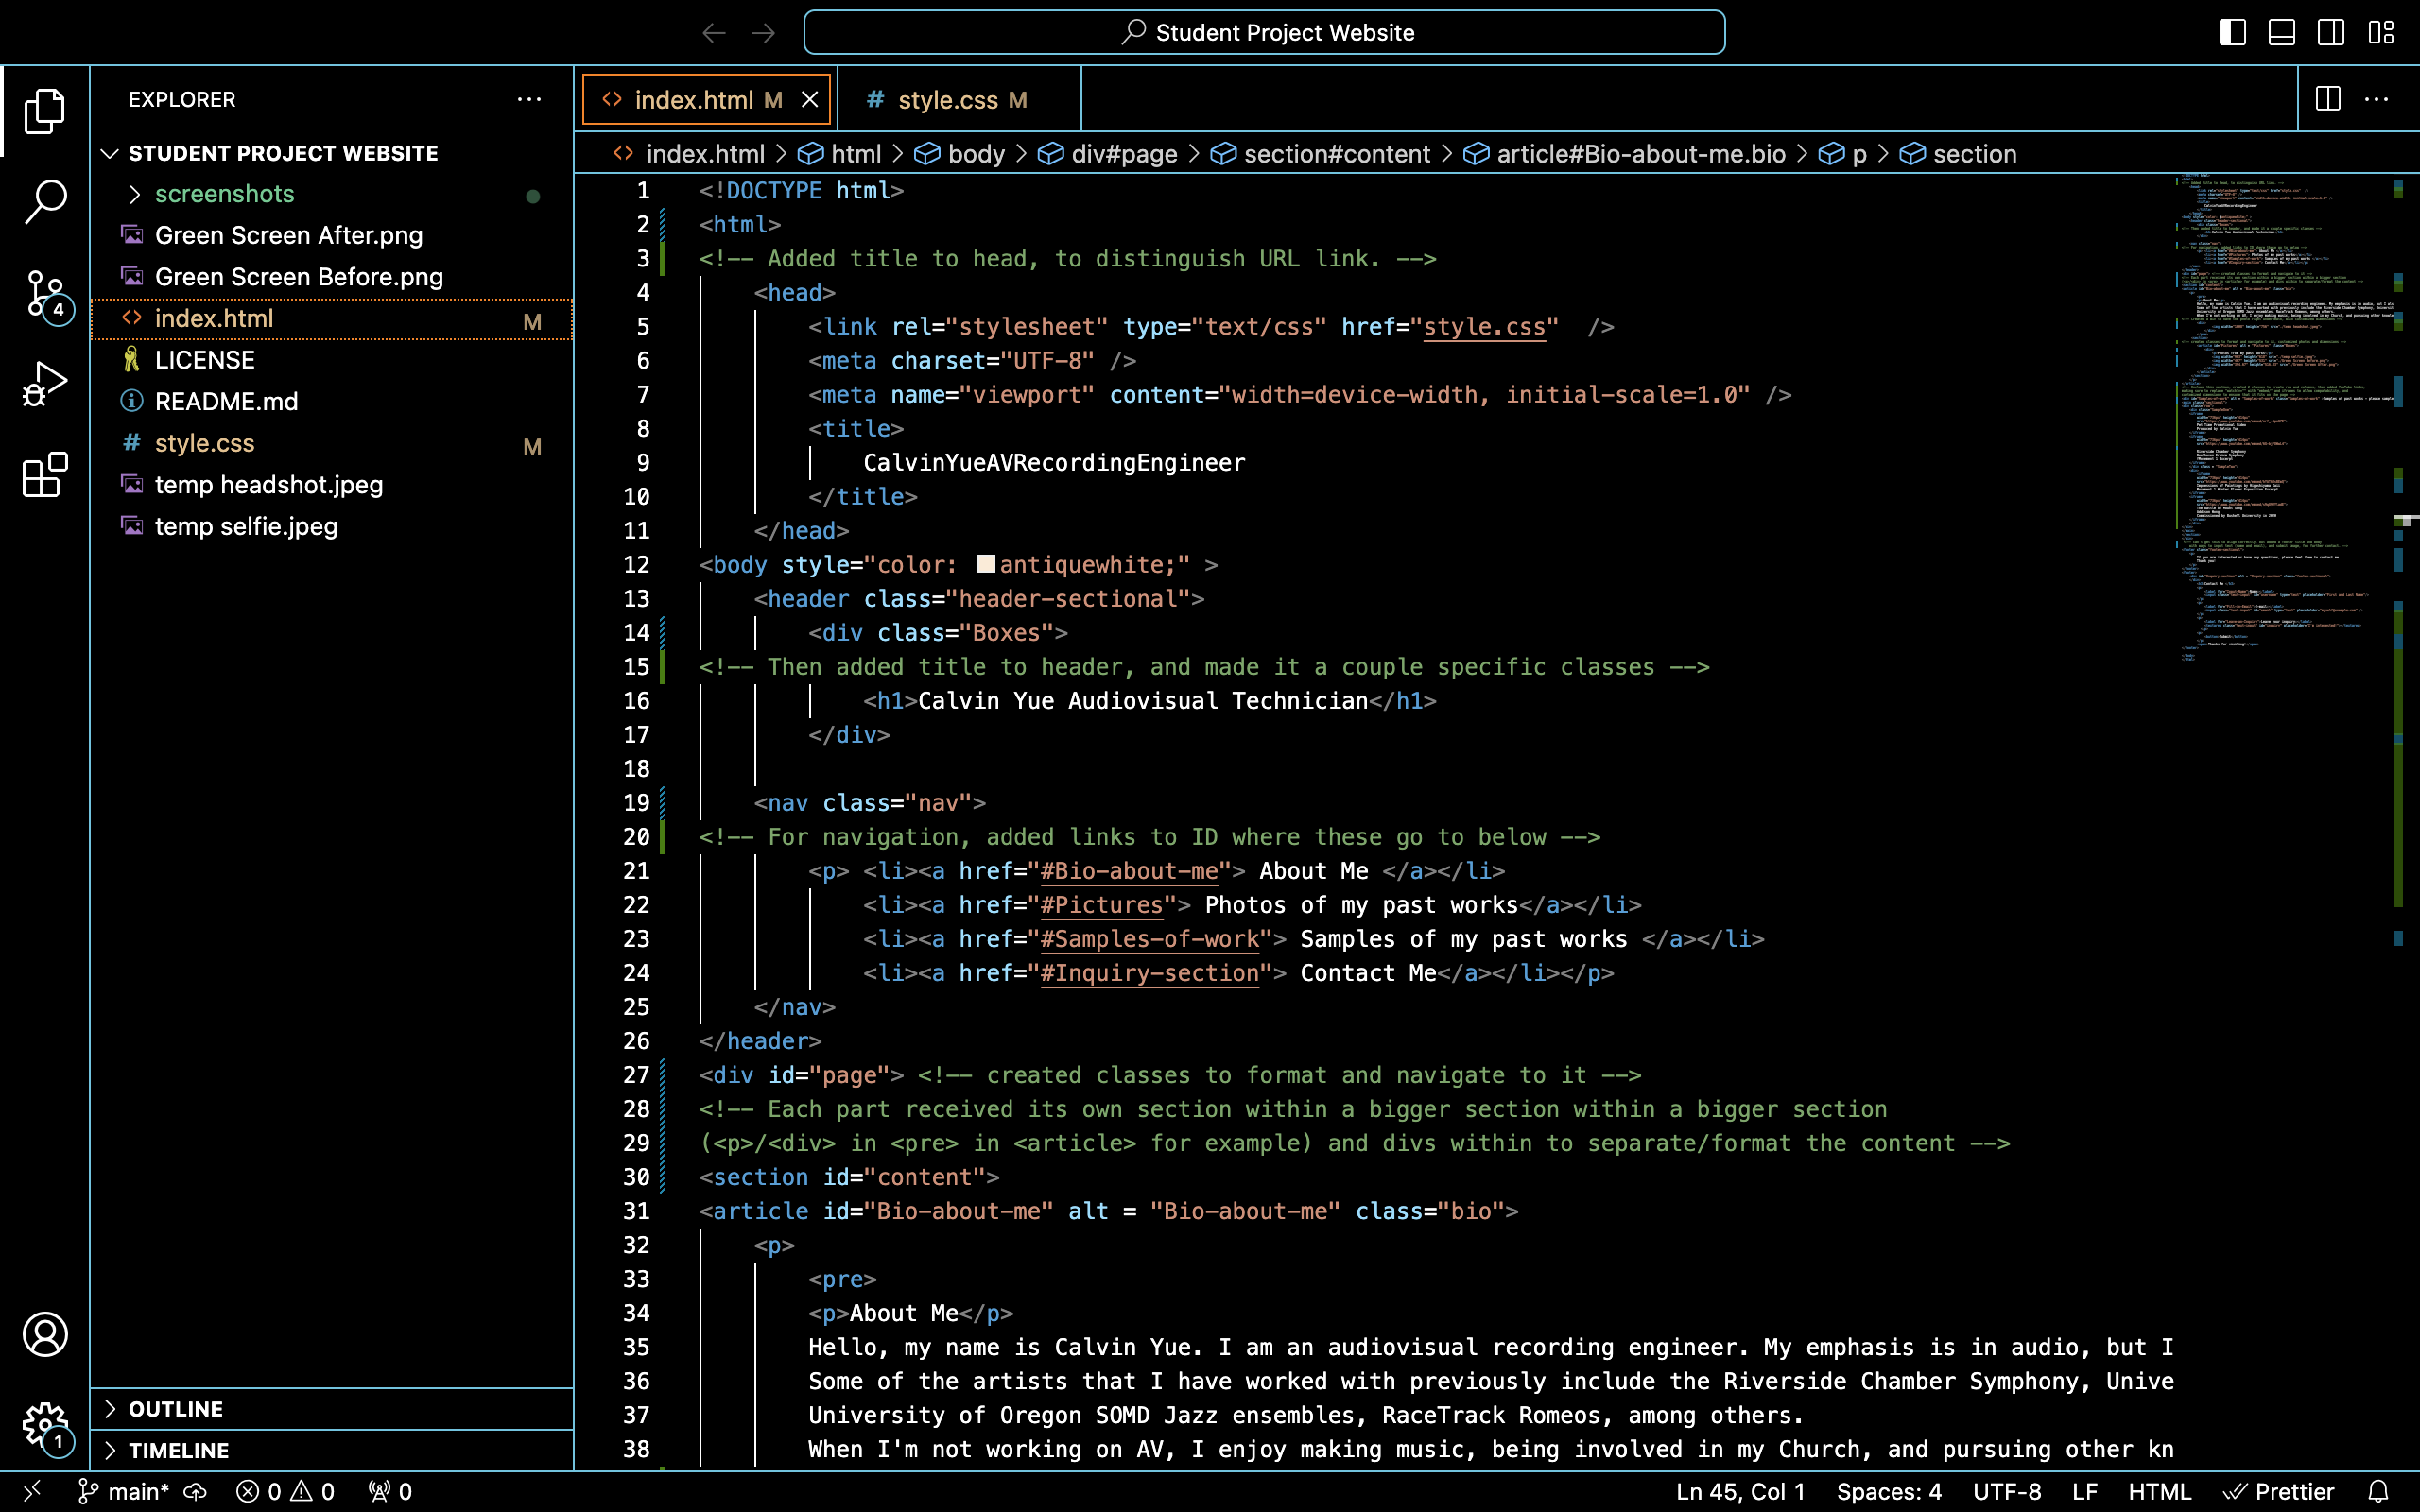 Student Project Website
EXPLORER
STUDENT PROJECT WEBSITE
screenshots
Green Screen After.png
Green Screen Before.png
index.html M
LICENSE
README.md
style.css M
temp headshot.jpeg
temp selfie.jpeg
OUTLINE
TIMELINE
4
1
index.html M
# style.css M
index.html > html > body > div#page > section#content > article#Bio-about-me.bio > p > section
1 <!DOCTYPE html>
2 <html>
3 <!-- Added title to head, to distinguish URL link. -->
4 <head>
5 <link rel="stylesheet" type="text/css" href="style.css"  />
6 <meta charset="UTF-8" />
7 <meta name="viewport" content="width=device-width, initial-scale=1.0" />
8 <title>
9 CalvinYueAVRecordingEngineer
10 </title>
11 </head>
12 <body style="color: antiquewhite;" >
13 <header class="header-sectional">
14 <div class="Boxes">
15 <!-- Then added title to header, and made it a couple specific classes -->
16 <h1>Calvin Yue Audiovisual Technician</h1>
17 </div>
18
19 <nav class="nav">
20 <!-- For navigation, added links to ID where these go to below -->
21 <p> <li><a href="#Bio-about-me"> About Me </a></li>
22 <li><a href="#Pictures"> Photos of my past works</a></li>
23 <li><a href="#Samples-of-work"> Samples of my past works </a></li>
24 <li><a href="#Inquiry-section"> Contact Me</a></li></p>
25 </nav>
26 </header>
27 <div id="page"> <!-- created classes to format and navigate to it -->
28 <!-- Each part received its own section within a bigger section within a bigger section
29 (<p>/<div> in <pre> in <article> for example) and divs within to separate/format the content -->
30 <section id="content">
31 <article id="Bio-about-me" alt = "Bio-about-me" class="bio">
32 <p>
33 <pre>
34 <p>About Me</p>
35 Hello, my name is Calvin Yue. I am an audiovisual recording engineer. My emphasis is in audio, but I
36 Some of the artists that I have worked with previously include the Riverside Chamber Symphony, Unive
37 University of Oregon SOMD Jazz ensembles, RaceTrack Romeos, among others.
38 When I'm not working on AV, I enjoy making music, being involved in my Church, and pursuing other kn
main* 0 0 0 Ln 45, Col 1 Spaces: 4 UTF-8 LF HTML Prettier